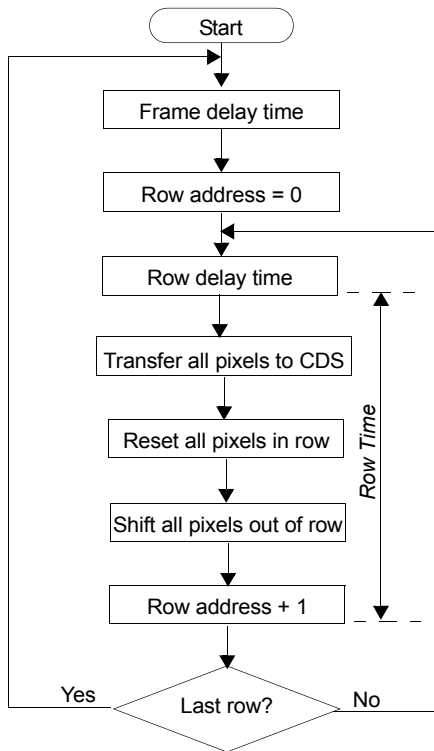 Start
Frame delay time
Row address = 0
Row delay time
Transfer all pixels to CDS
Reset all pixels in row
Row Time
Shift all pixels out of row
Row address + 1
Yes
Last row?
No